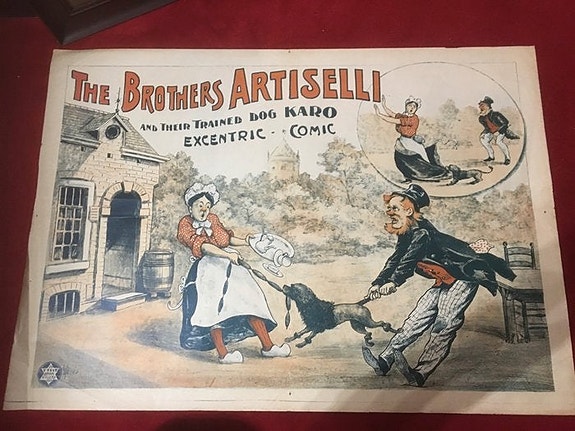 THE BROTHERS ARTISELLI
AND THEIR TRAINED DOG KARO
EXCENTRIC - COMIC